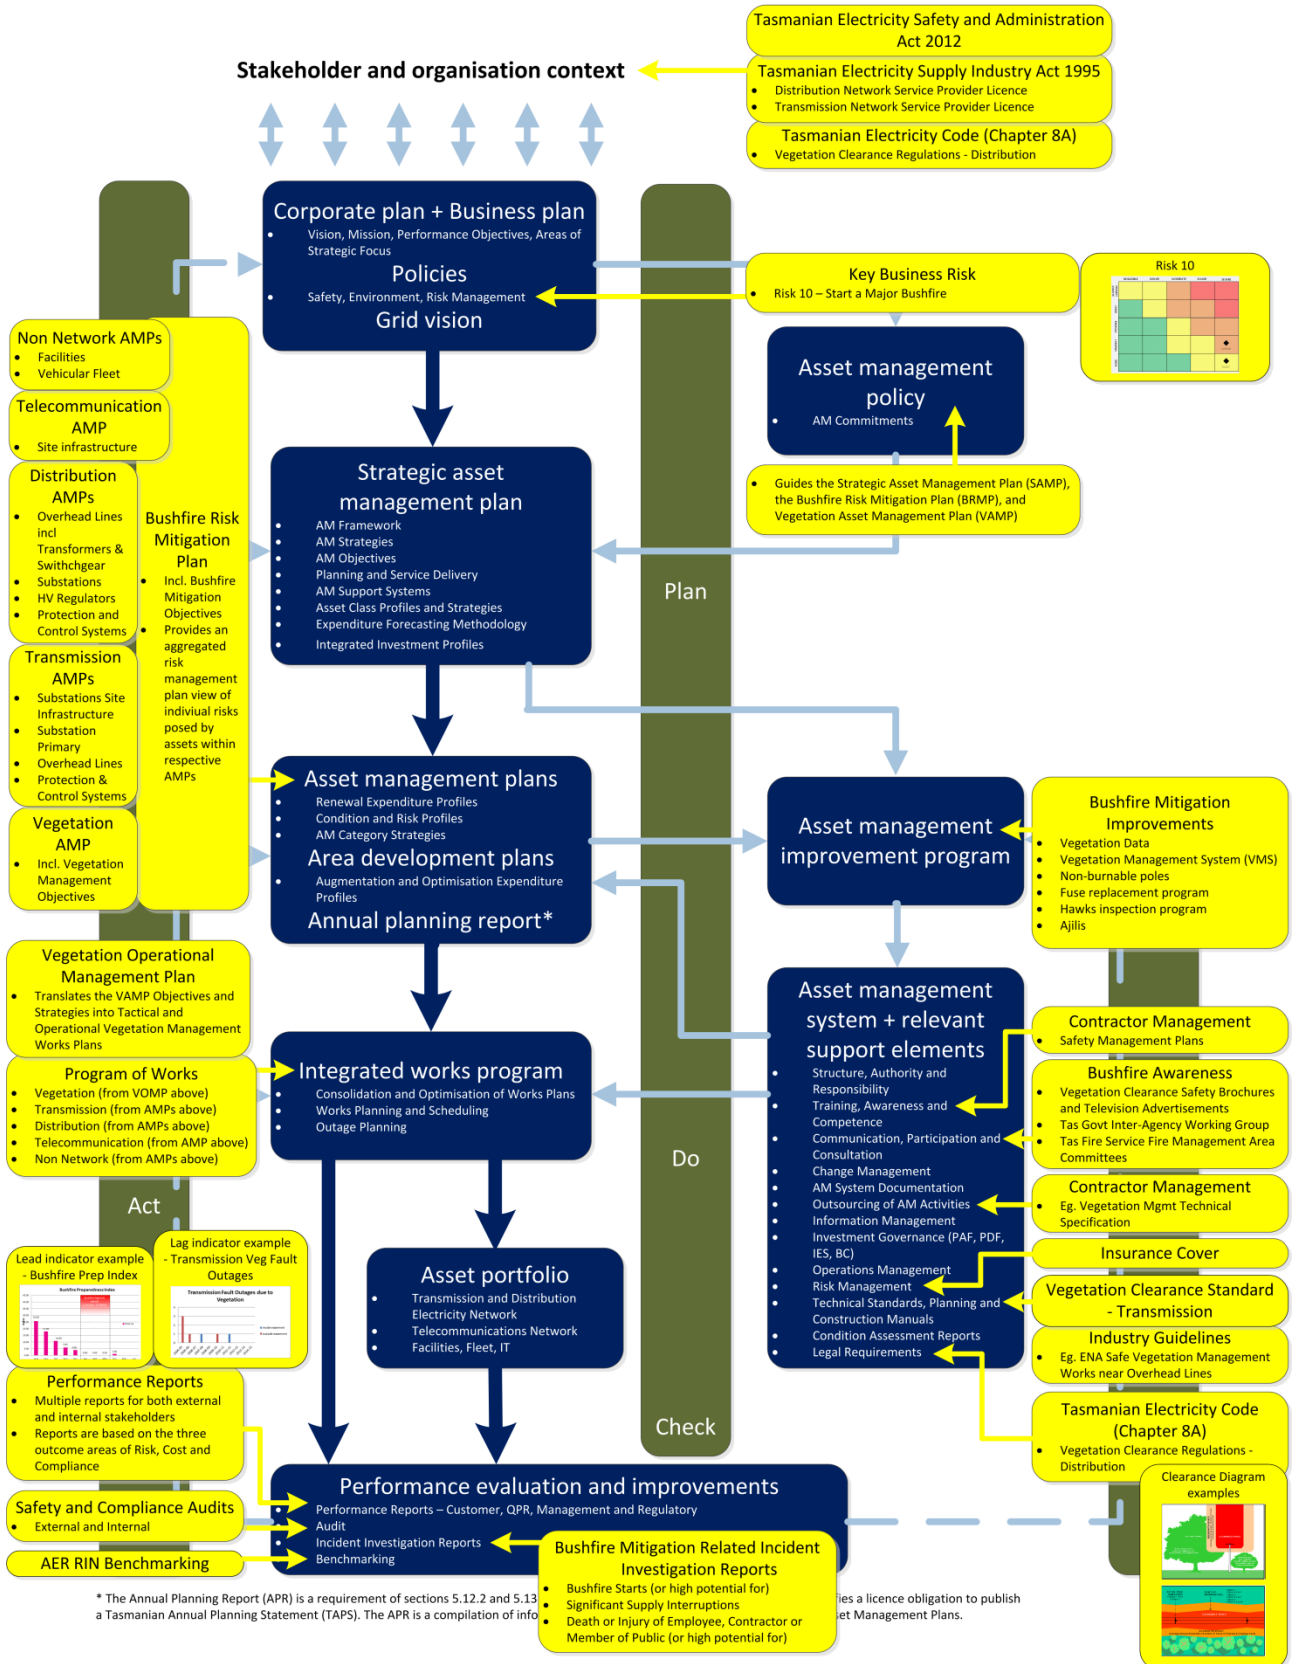 Tasmanian Electricity Safety and Administration
Act 2012
Stakeholder and organisation context
Tasmanian Electricity Supply Industry Act 1995
• Distribution Network Service Provider Licence
• Transmission Network Service Provider Licence
Tasmanian Electricity Code (Chapter 8A)
• Vegetation Clearance Regulations - Distribution
Corporate plan + Business plan
• Vision, Mission, Performance Objectives, Areas of
Strategic Focus
Policies
• Safety, Environment, Risk Management
Grid vision
Key Business Risk
• Risk 10 – Start a Major Bushfire
Risk 10
Asset management
policy
• AM Commitments
• Guides the Strategic Asset Management Plan (SAMP),
the Bushfire Risk Mitigation Plan (BRMP), and
Vegetation Asset Management Plan (VAMP)
Non Network AMPs
• Facilities
• Vehicular Fleet
Telecommunication
AMP
• Site infrastructure
Distribution
AMPs
• Overhead Lines
incl
Transformers &
Swithchgear
• Substations
• HV Regulators
• Protection and
Control Systems
Transmission
AMPs
• Substations Site
Infrastructure
• Substation
Primary
• Overhead Lines
• Protection &
Control Systems
Vegetation
AMP
• Incl. Vegetation
Management
Objectives
Bushfire Risk
Mitigation
Plan
• Incl. Bushfire
Mitigation
Objectives
• Provides an
aggregated
risk
management
plan view of
indiviual risks
posed by
assets within
respective
AMPs
Strategic asset
management plan
• AM Framework
• AM Strategies
• AM Objectives
• Planning and Service Delivery
• AM Support Systems
• Asset Class Profiles and Strategies
• Expenditure Forecasting Methodology
• Integrated Investment Profiles
Plan
Asset management plans
• Renewal Expenditure Profiles
• Condition and Risk Profiles
• AM Category Strategies
Area development plans
• Augmentation and Optimisation Expenditure
Profiles
Annual planning report*
Asset management
improvement program
Bushfire Mitigation
Improvements
• Vegetation Data
• Vegetation Management System (VMS)
• Non-burnable poles
• Fuse replacement program
• Hawks inspection program
• Ajilis
Vegetation Operational
Management Plan
• Translates the VAMP Objectives and
Strategies into Tactical and
Operational Vegetation Management
Works Plans
Program of Works
• Vegetation (from VOMP above)
• Transmission (from AMPs above)
• Distribution (from AMPs above)
• Telecommunication (from AMP above)
• Non Network (from AMPs above)
Integrated works program
• Consolidation and Optimisation of Works Plans
• Works Planning and Scheduling
• Outage Planning
Do
Asset management
system + relevant
support elements
• Structure, Authority and
Responsibility
• Training, Awareness and
Competence
• Communication, Participation and
Consultation
• Change Management
• AM System Documentation
• Outsourcing of AM Activities
• Information Management
• Investment Governance (PAF, PDF,
IES, BC)
• Operations Management
• Risk Management
• Technical Standards, Planning and
Construction Manuals
• Condition Assessment Reports
• Legal Requirements
Contractor Management
• Safety Management Plans
Bushfire Awareness
• Vegetation Clearance Safety Brochures
and Television Advertisements
• Tas Govt Inter-Agency Working Group
• Tas Fire Service Fire Management Area
Committees
Contractor Management
• Eg. Vegetation Mgmt Technical
Specification
Insurance Cover
Vegetation Clearance Standard
- Transmission
Industry Guidelines
• Eg. ENA Safe Vegetation Management
Works near Overhead Lines
Tasmanian Electricity Code
(Chapter 8A)
• Vegetation Clearance Regulations -
Distribution
Clearance Diagram
examples
Act
Lead indicator example
- Bushfire Prep Index
Bushfire Preparedness Index
Lag indicator example
- Transmission Veg Fault
Outages
Transmission Fault Outages due to
Vegetation
Asset portfolio
• Transmission and Distribution
Electricity Network
• Telecommunications Network
• Facilities, Fleet, IT
Check
Performance Reports
• Multiple reports for both external
and internal stakeholders
• Reports are based on the three
outcome areas of Risk, Cost and
Compliance
Safety and Compliance Audits
• External and Internal
AER RIN Benchmarking
Performance evaluation and improvements
• Performance Reports – Customer, QPR, Management and Regulatory
• Audit
• Incident Investigation Reports
• Benchmarking
Bushfire Mitigation Related Incident
Investigation Reports
• Bushfire Starts (or high potential for)
• Significant Supply Interruptions
• Death or Injury of Employee, Contractor or
Member of Public (or high potential for)
* The Annual Planning Report (APR) is a requirement of sections 5.12.2 and 5.13 fies a licence obligation to publish
a Tasmanian Annual Planning Statement (TAPS). The APR is a compilation of info set Management Plans.